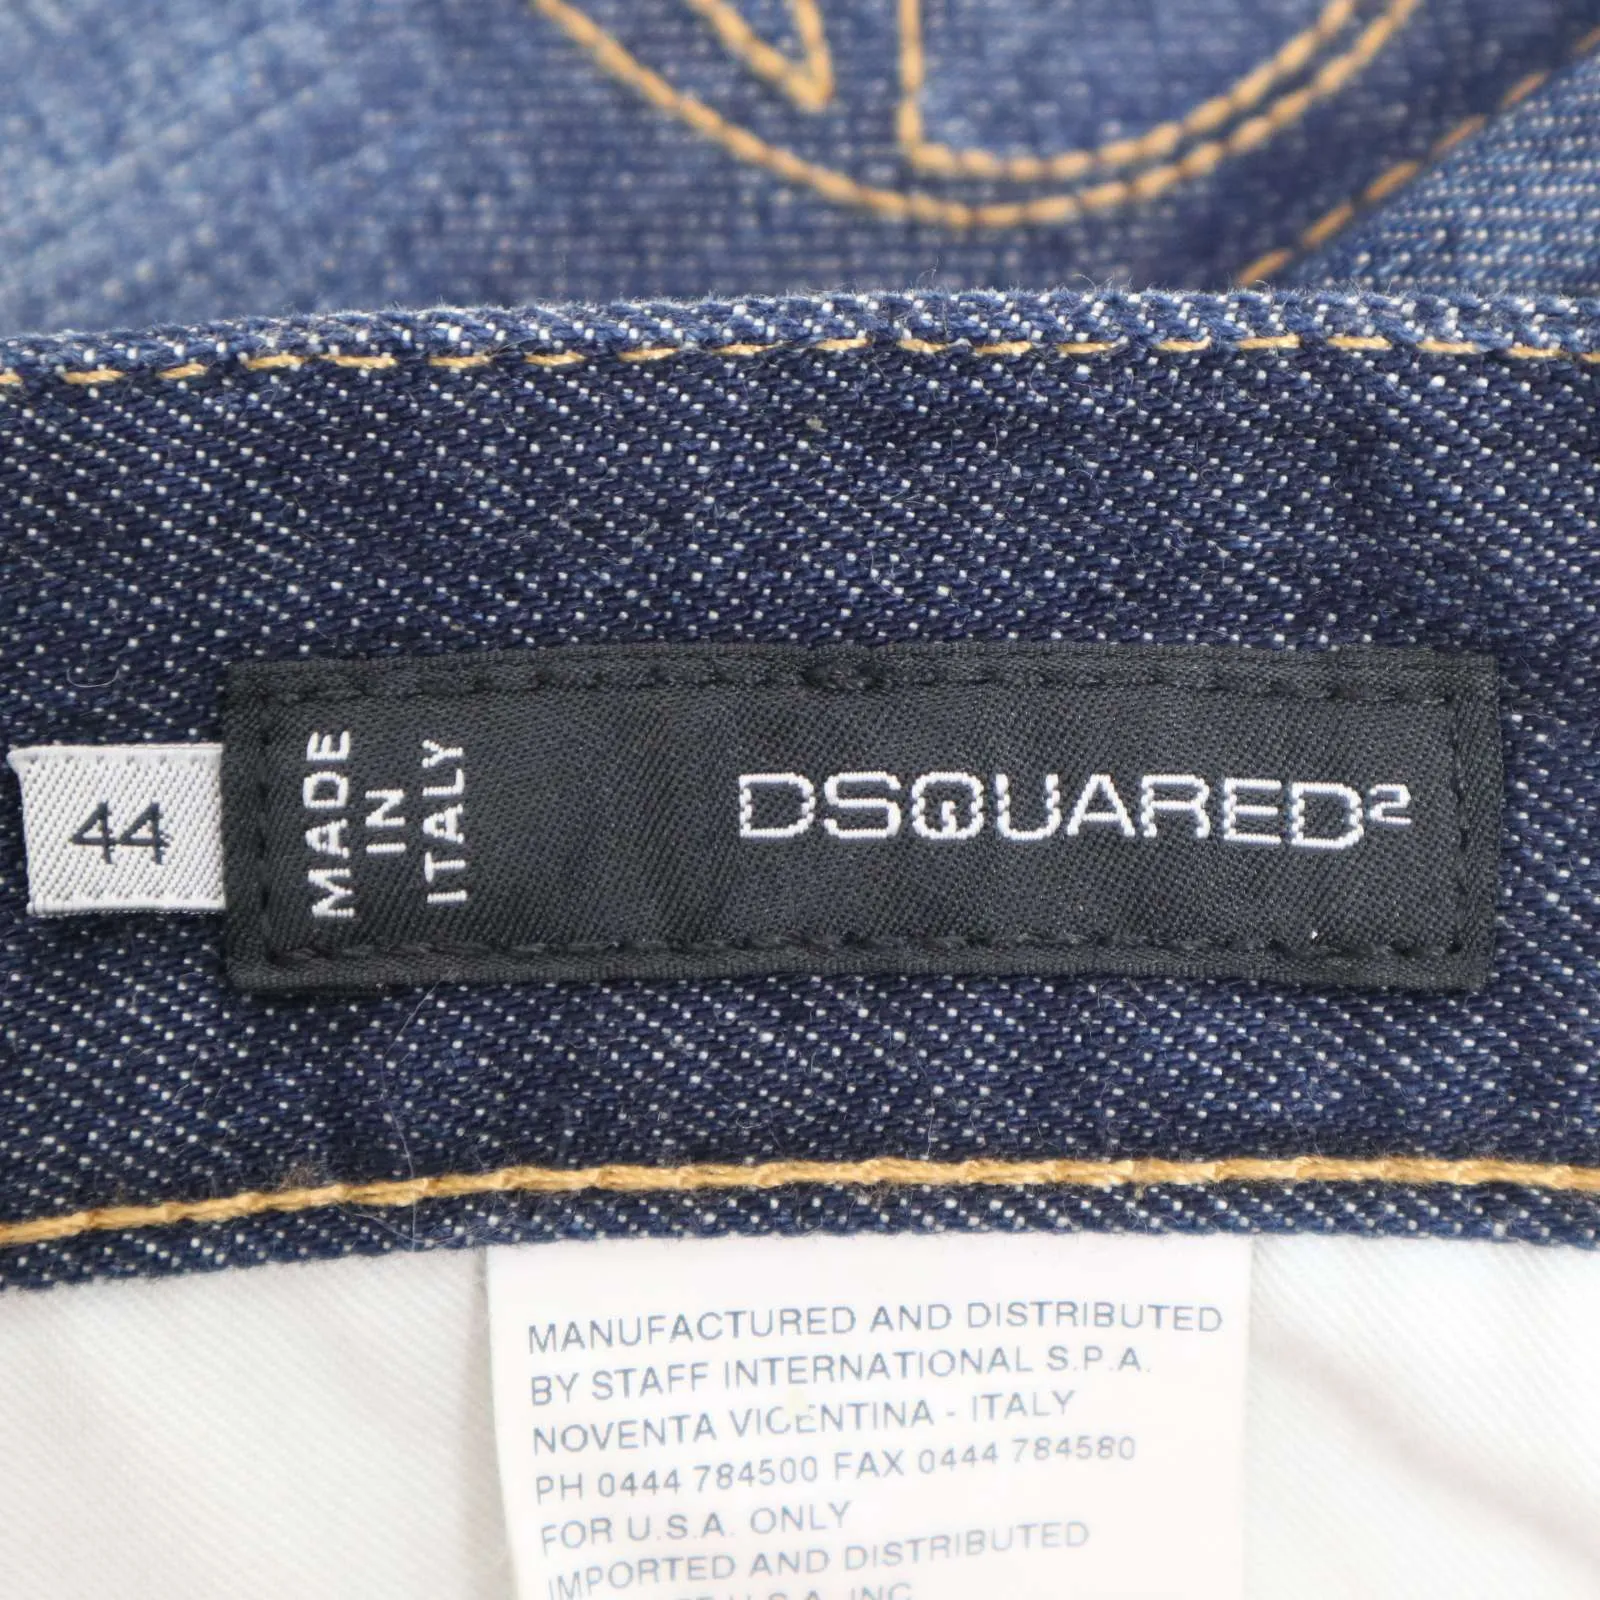 44
MADE
IN
ITALY
DSQUARED2
MANUFACTURED AND DISTRIBUTED
BY STAFF INTERNATIONAL S.P.A.
NOVENTA VICENTINA - ITALY
PH 0444 784500 FAX 0444 784580
FOR U.S.A. ONLY
IMPORTED AND DISTRIBUTED
U.S.A. INC